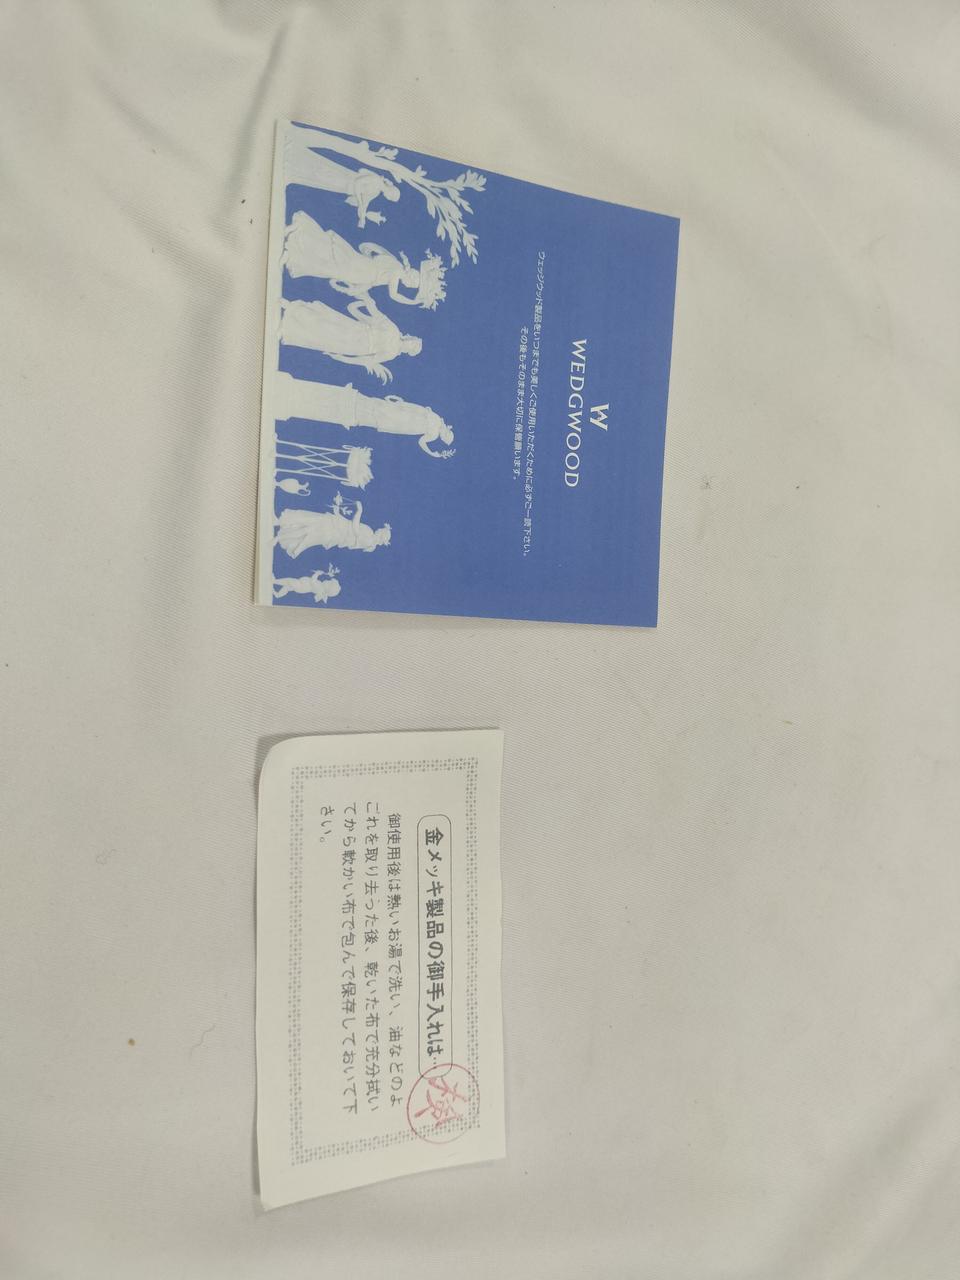 W
WEDGWOOD
ウェッジウッド製品をいつまでも美しくご使用いただくために必ずご一読下さい。
その後もそのまま大切に保管願います。
金メッキ製品の御手入れは…
御使用後は熱いお湯で洗い、油などのよ
ごれを取り去った後、乾いた布で充分拭い
てから軟かい布で包んで保存しておいて下
さい。